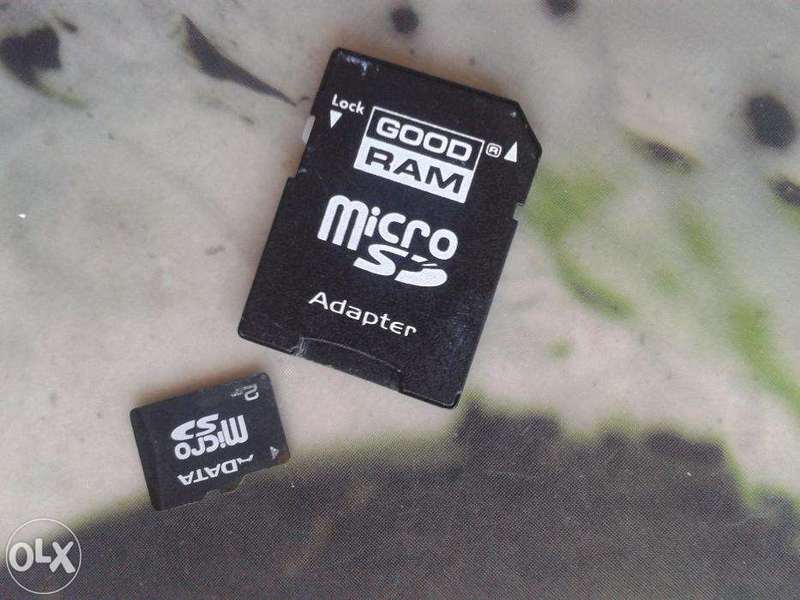 Lock
GOOD
RAM
®
micro
SD
Adapter
ADATA
micro
SD
2
OLX